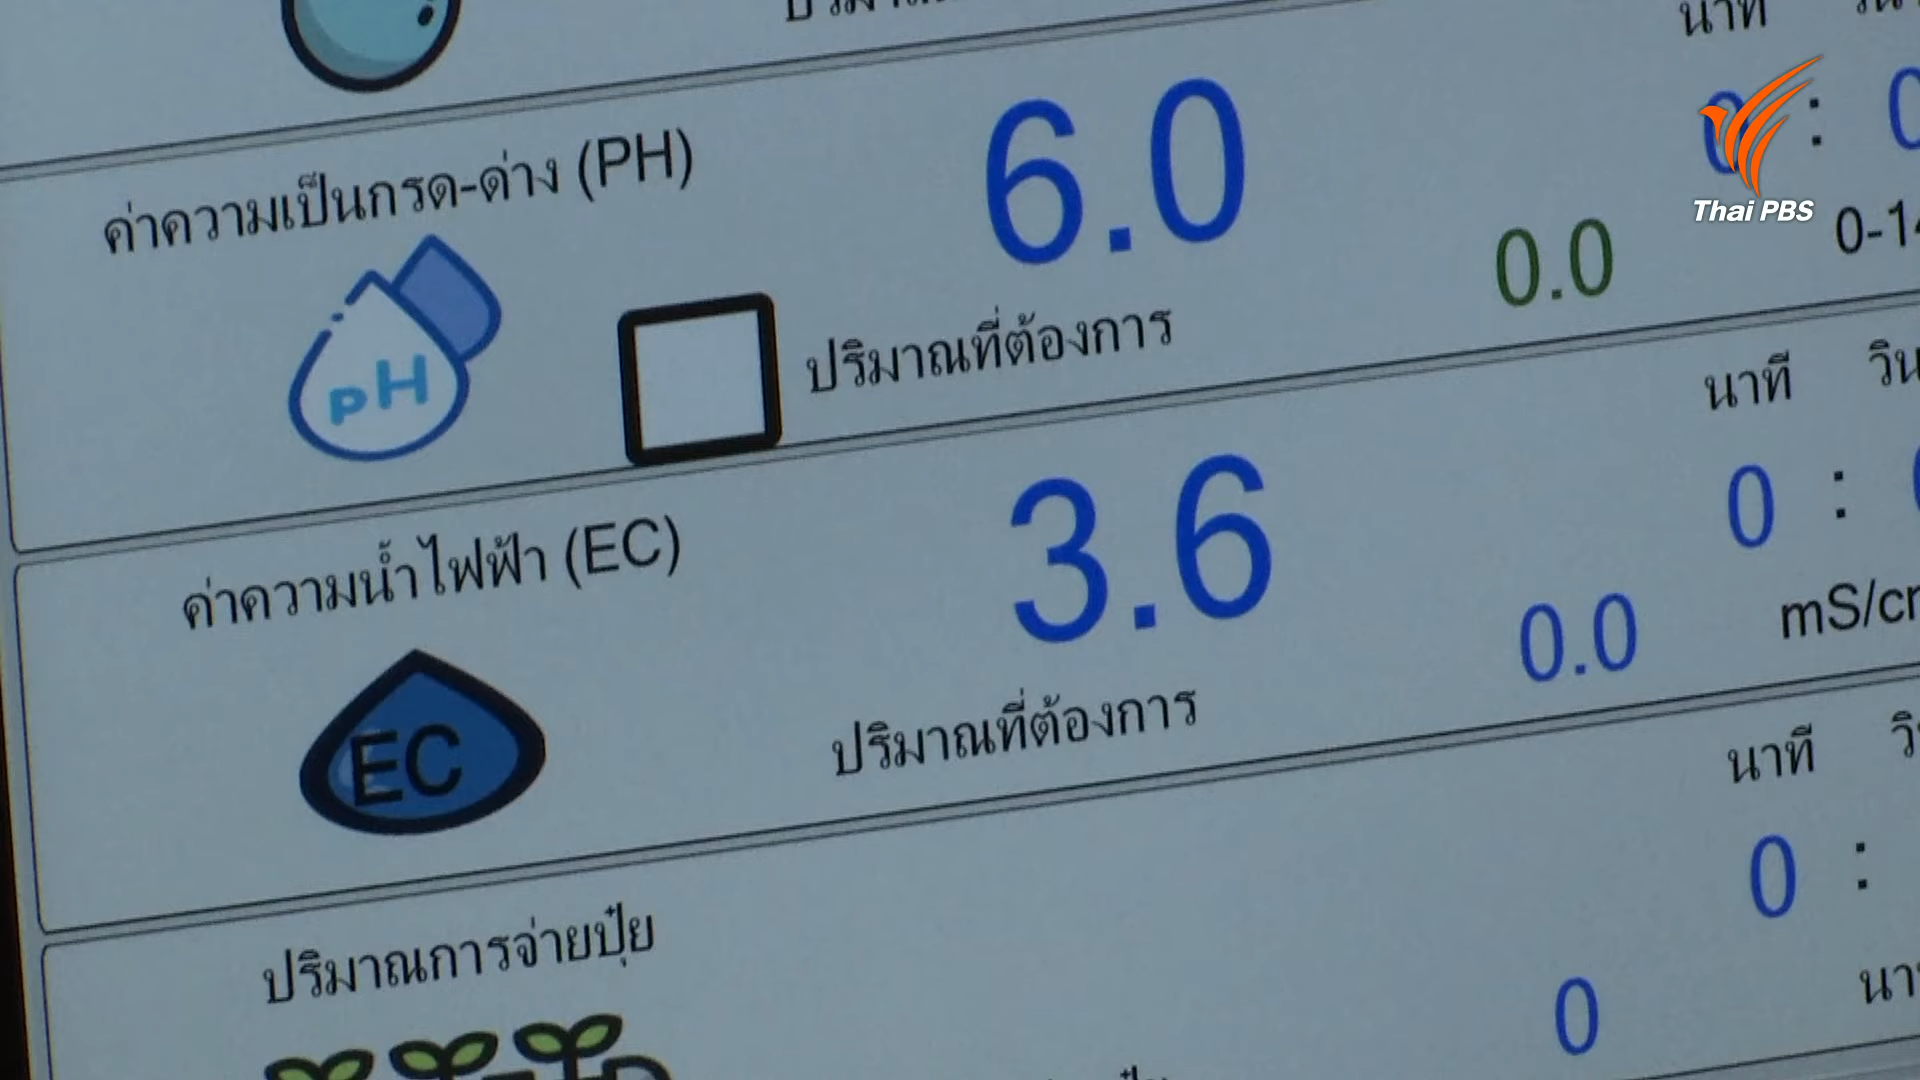 นาที
ค่าความเป็นกรด-ด่าง (PH)
6.0
:
Thai PBS
pH
ปริมาณที่ต้องการ
0.0
นาที
ค่าความนำ้ไฟฟ้า (EC)
3.6
0 :
EC
ปริมาณที่ต้องการ
0.0
นาที
ปริมาณการจ่ายปุ๋ย
0 :
0